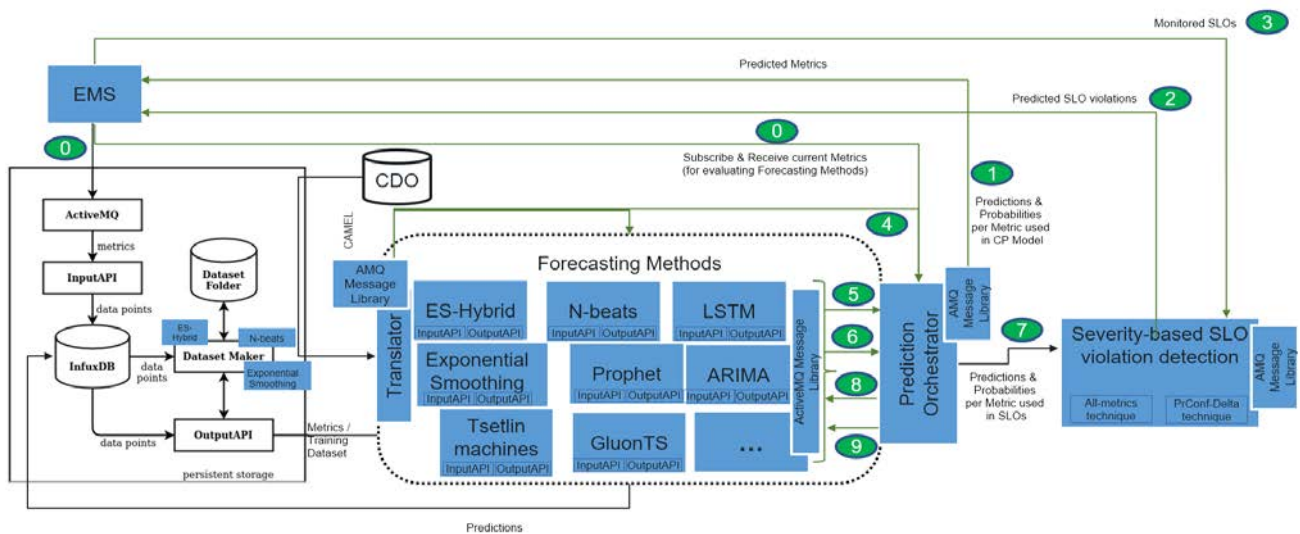 Monitored SLOs
3
Predicted Metrics
EMS
Predicted SLO violations
2
0
0
Subscribe & Receive current Metrics
(for evaluating Forecasting Methods)
CDO
1
Predictions &
Probabilities
per Metric used
in CP Model
ActiveMQ
metrics
InputAPI
data points
Dataset
Folder
ES-
Hybrid
N-beats
Dataset Maker
Exponential
Smoothing
InfuxDB
data
points
data points
OutputAPI
persistent storage
Metrics /
Training
Dataset
CAMEL
AMQ
Message
Library
Translator
4
Forecasting Methods
ES-Hybrid
InputAPI OutputAPI
N-beats
InputAPI OutputAPI
LSTM
InputAPI OutputAPI
Exponential
Smoothing
InputAPI OutputAPI
Prophet
InputAPI OutputAPI
ARIMA
InputAPI OutputAPI
Tsetlin
machines
InputAPI OutputAPI
GluonTS
InputAPI OutputAPI
...
ActiveMQ Message
Library
5
6
8
9
Prediction
Orchestrator
AMQ
Message
Library
7
Predictions &
Probabilities
per Metric used
in SLOs
Severity-based SLO
violation detection
All-metrics
technique
PrConf-Delta
technique
AMQ
Message
Library
Predictions